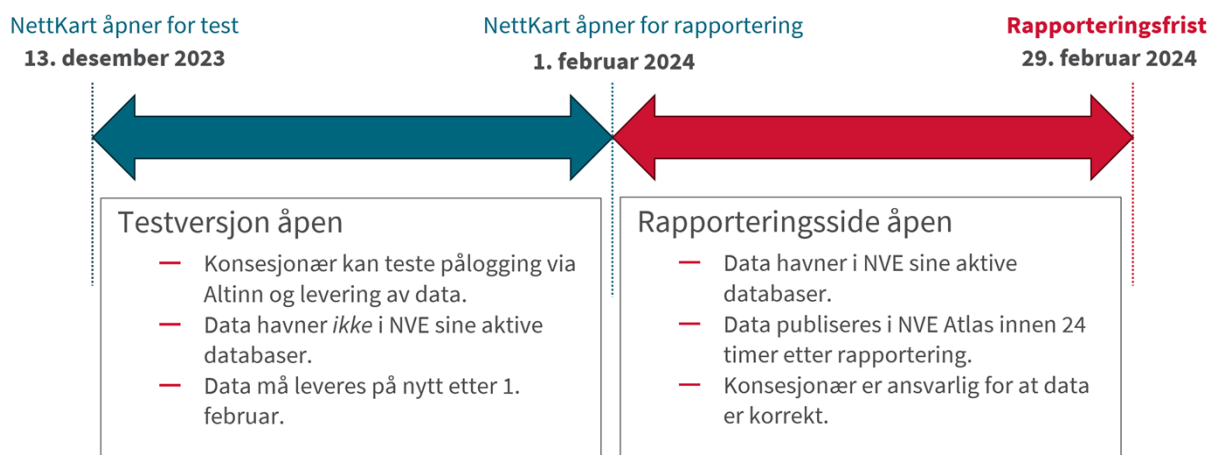 NettKart åpner for test
13. desember 2023
NettKart åpner for rapportering
1. februar 2024
Rapporteringsfrist
29. februar 2024
Testversjon åpen
— Konsesjonær kan teste pålogging via
Altinn og levering av data.
— Data havner ikke i NVE sine aktive
databaser.
— Data må leveres på nytt etter 1.
februar.
Rapporteringsside åpen
— Data havner i NVE sine aktive
databaser.
— Data publiseres i NVE Atlas innen 24
timer etter rapportering.
— Konsesjonær er ansvarlig for at data
er korrekt.